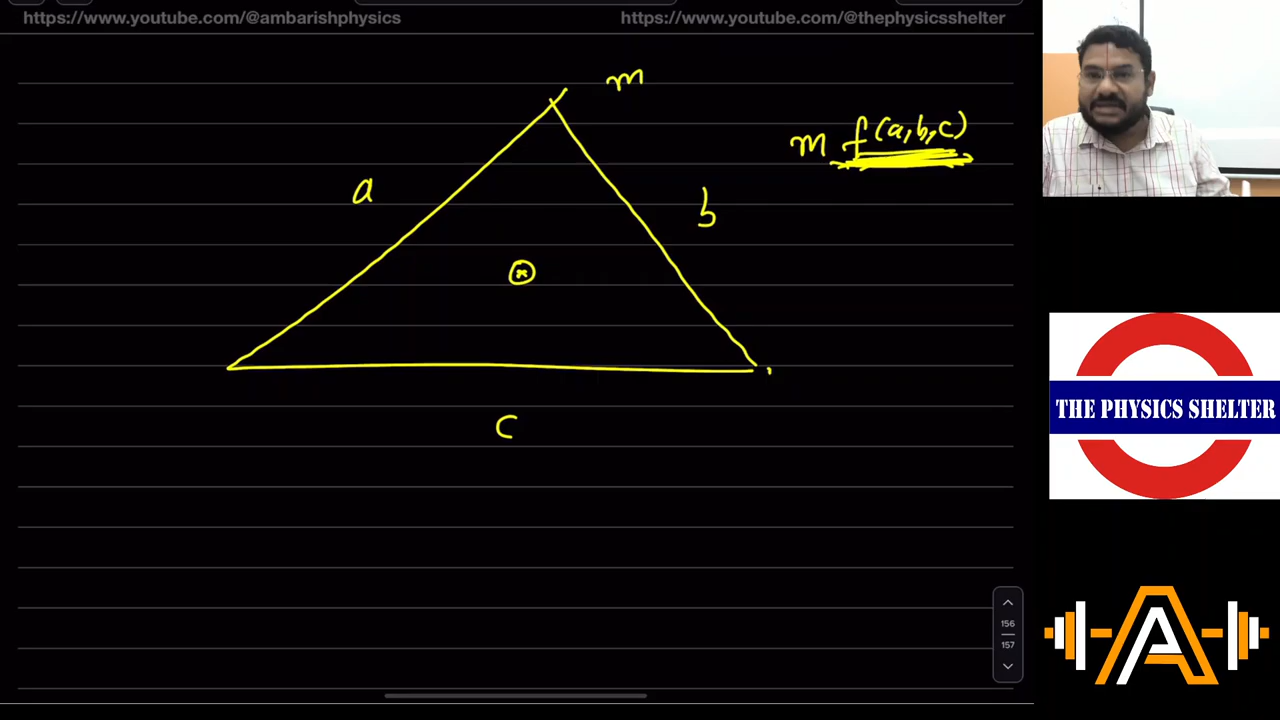 https://www.youtube.com/@ambarishphysics
https://www.youtube.com/@thephysicsshelter
m
m f(a,b,c)
a
b
c
THE PHYSICS SHELTER
A
156
157